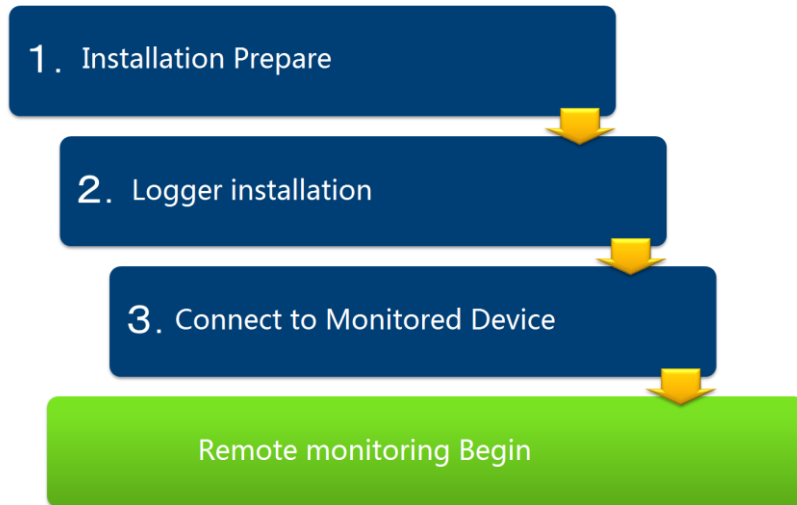 1. Installation Prepare
2. Logger installation
3. Connect to Monitored Device
Remote monitoring Begin